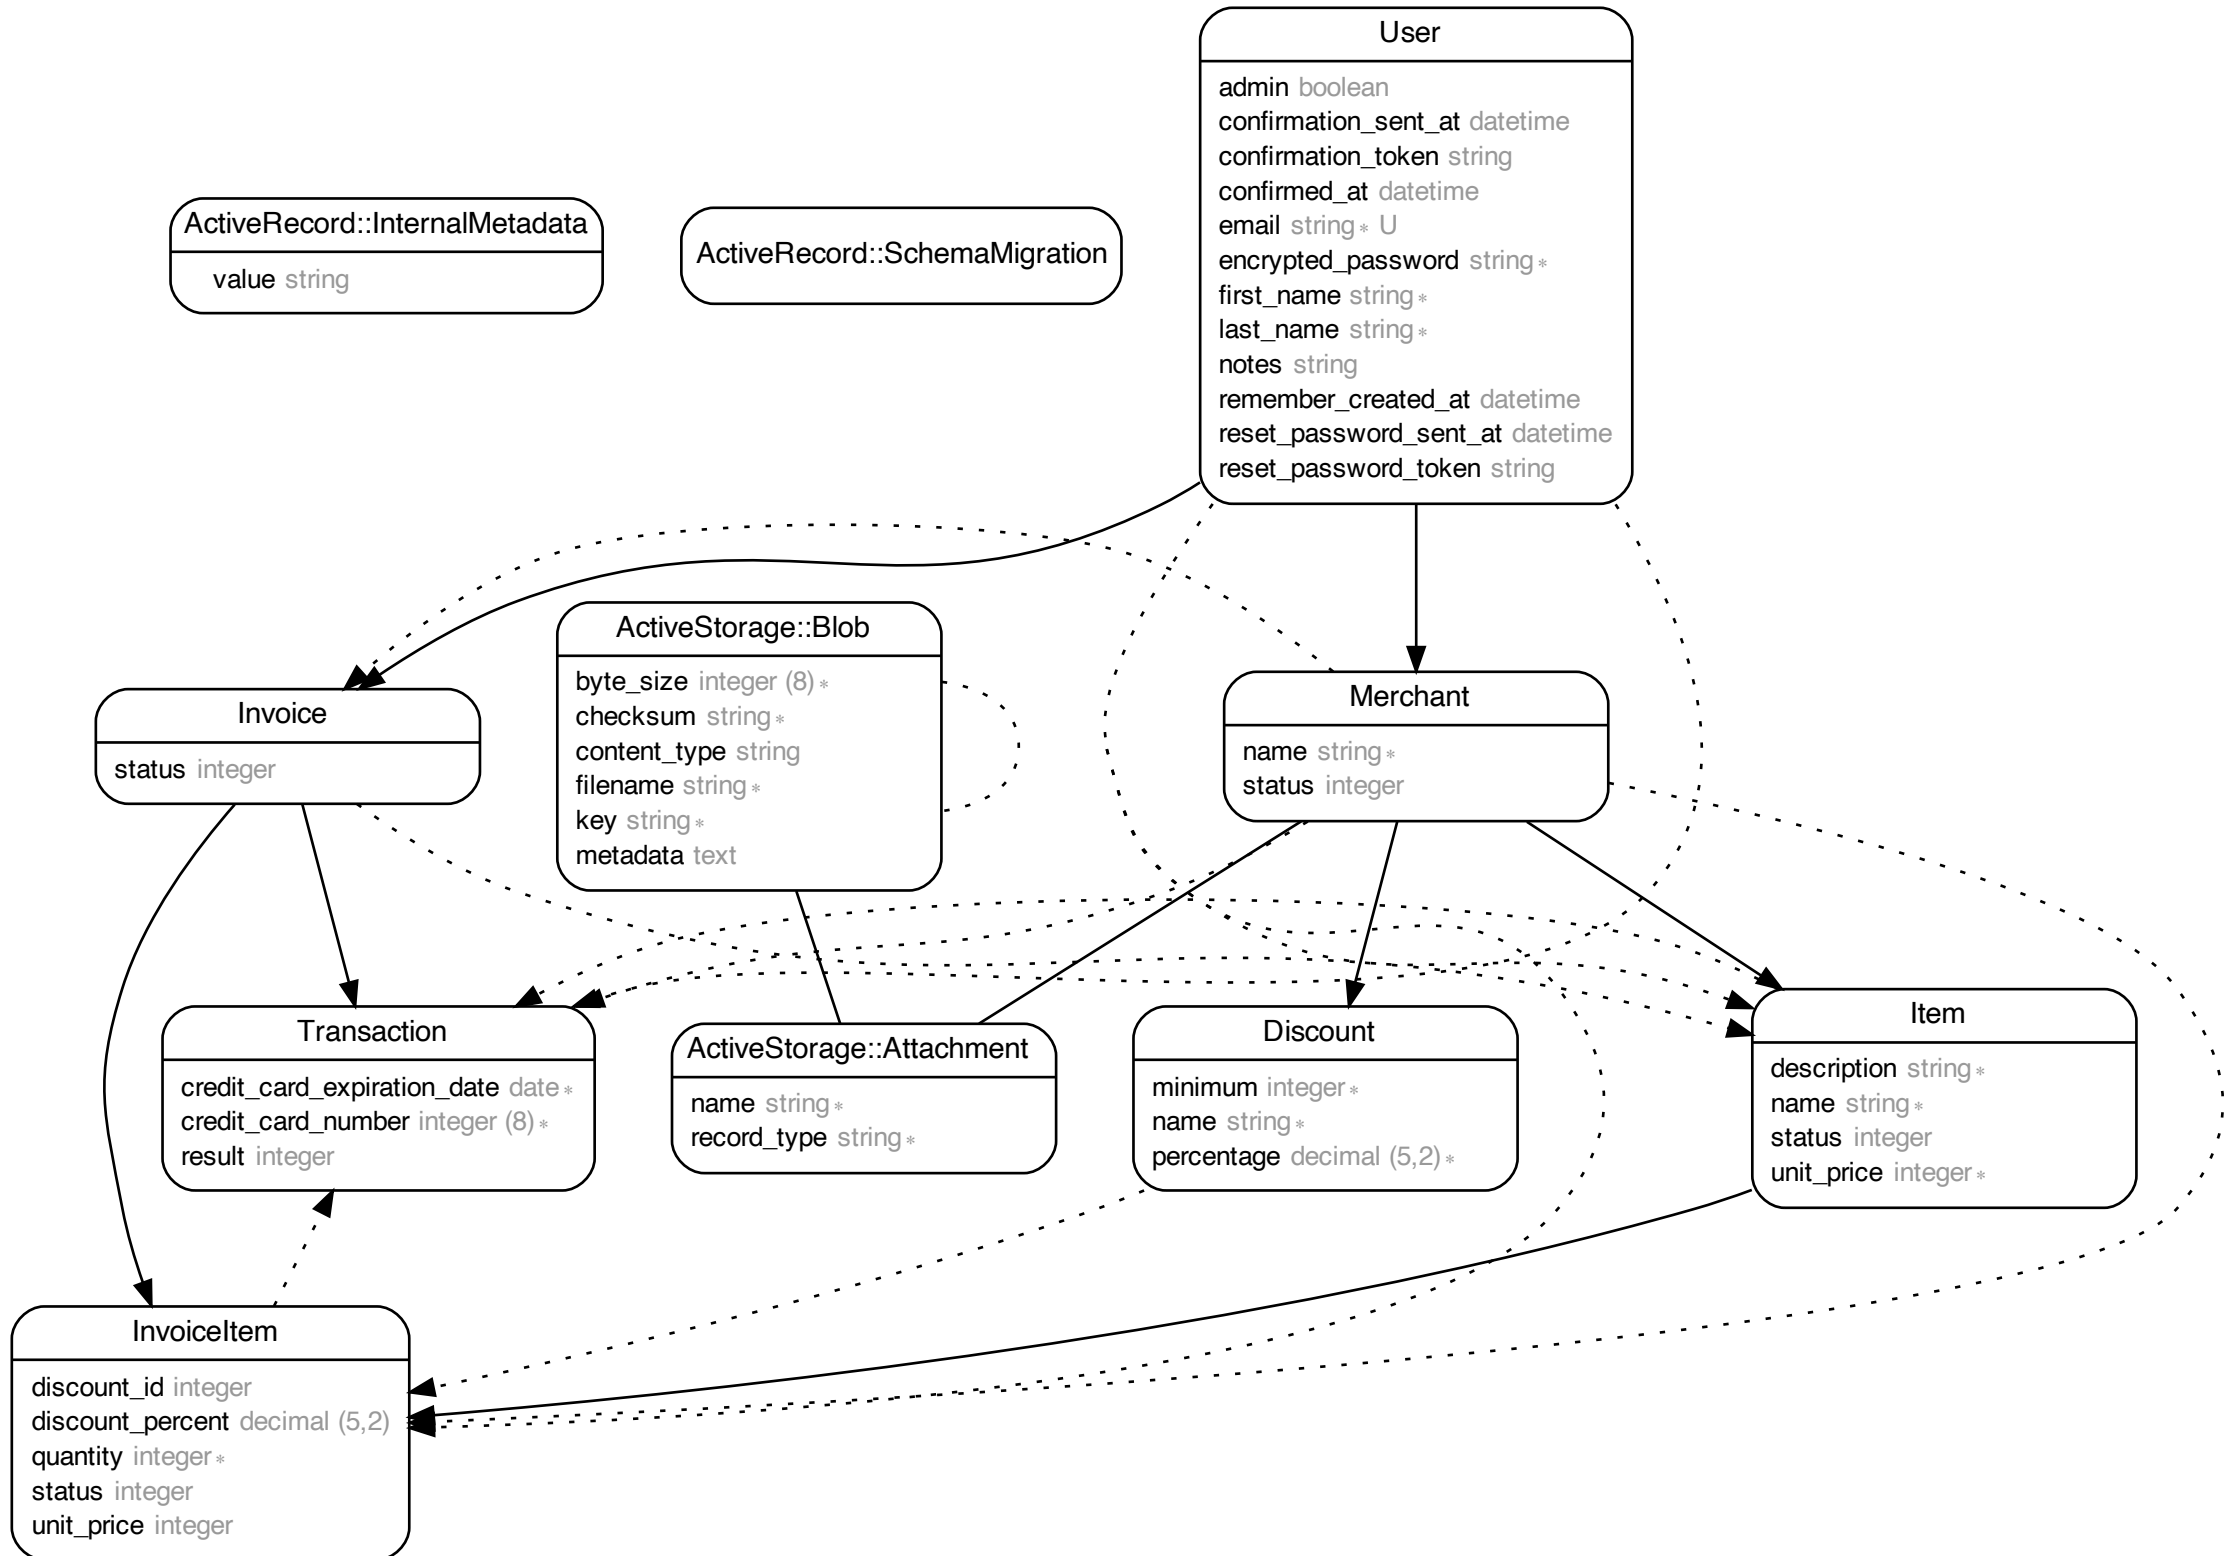 User
admin boolean
confirmation_sent_at datetime
confirmation_token string
confirmed_at datetime
email string∗ U
encrypted_password string∗
first_name string∗
last_name string∗
notes string
remember_created_at datetime
reset_password_sent_at datetime
reset_password_token string
ActiveRecord::InternalMetadata
value string
ActiveRecord::SchemaMigration
Invoice
status integer
ActiveStorage::Blob
byte_size integer (8)∗
checksum string∗
content_type string
filename string∗
key string∗
metadata text
Merchant
name string∗
status integer
Transaction
credit_card_expiration_date date∗
credit_card_number integer (8)∗
result integer
ActiveStorage::Attachment
name string∗
record_type string∗
Discount
minimum integer∗
name string∗
percentage decimal (5,2)∗
Item
description string∗
name string∗
status integer
unit_price integer∗
InvoiceItem
discount_id integer
discount_percent decimal (5,2)
quantity integer∗
status integer
unit_price integer